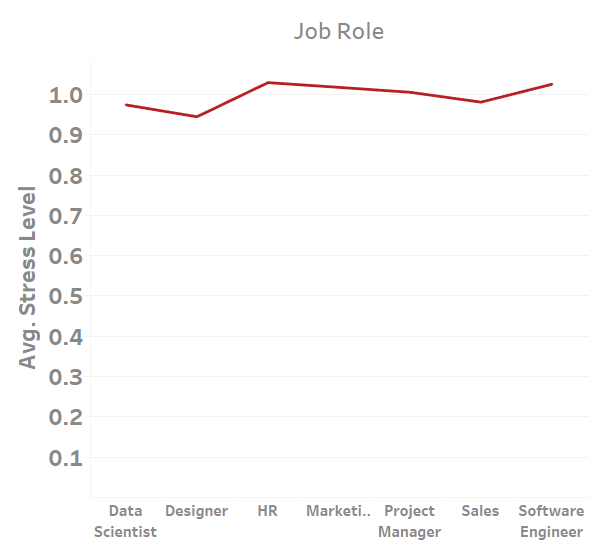 Job Role
Avg. Stress Level
1.0
0.9
0.8
0.7
0.6
0.5
0.4
0.3
0.2
0.1
Data Scientist
Designer
HR
Marketi..
Project Manager
Sales
Software Engineer